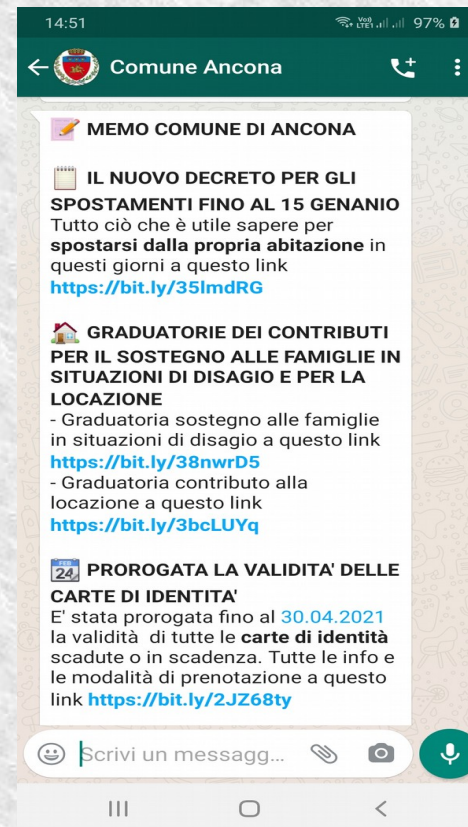 14:51
Vo)) LTE1 97%
Comune Ancona
MEMO COMUNE DI ANCONA
IL NUOVO DECRETO PER GLI
SPOSTAMENTI FINO AL 15 GENANIO
Tutto ciò che è utile sapere per
spostarsi dalla propria abitazione in
questi giorni a questo link
https://bit.ly/35lmdRG
GRADUATORIE DEI CONTRIBUTI
PER IL SOSTEGNO ALLE FAMIGLIE IN
SITUAZIONI DI DISAGIO E PER LA
LOCAZIONE
- Graduatoria sostegno alle famiglie
in situazioni di disagio a questo link
https://bit.ly/38nwrD5
- Graduatoria contributo alla
locazione a questo link
https://bit.ly/3bcLUYq
FEB
24 PROROGATA LA VALIDITA' DELLE
CARTE DI IDENTITA'
E' stata prorogata fino al 30.04.2021
la validità di tutte le carte di identità
scadute o in scadenza. Tutte le info e
le modalità di prenotazione a questo
link https://bit.ly/2JZ68ty
Scrivi un messagg...